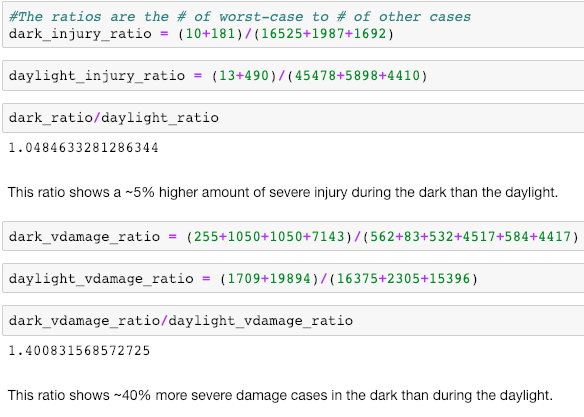 #The ratios are the # of worst-case to # of other cases
dark_injury_ratio = (10+181)/(16525+1987+1692)
daylight_injury_ratio = (13+490)/(45478+5898+4410)
dark_ratio/daylight_ratio
1.0484633281286344
This ratio shows a ~5% higher amount of severe injury during the dark than the daylight.
dark_vdamage_ratio = (255+1050+1050+7143)/(562+83+532+4517+584+4417)
daylight_vdamage_ratio = (1709+19894)/(16375+2305+15396)
dark_vdamage_ratio/daylight_vdamage_ratio
1.400831568572725
This ratio shows ~40% more severe damage cases in the dark than during the daylight.